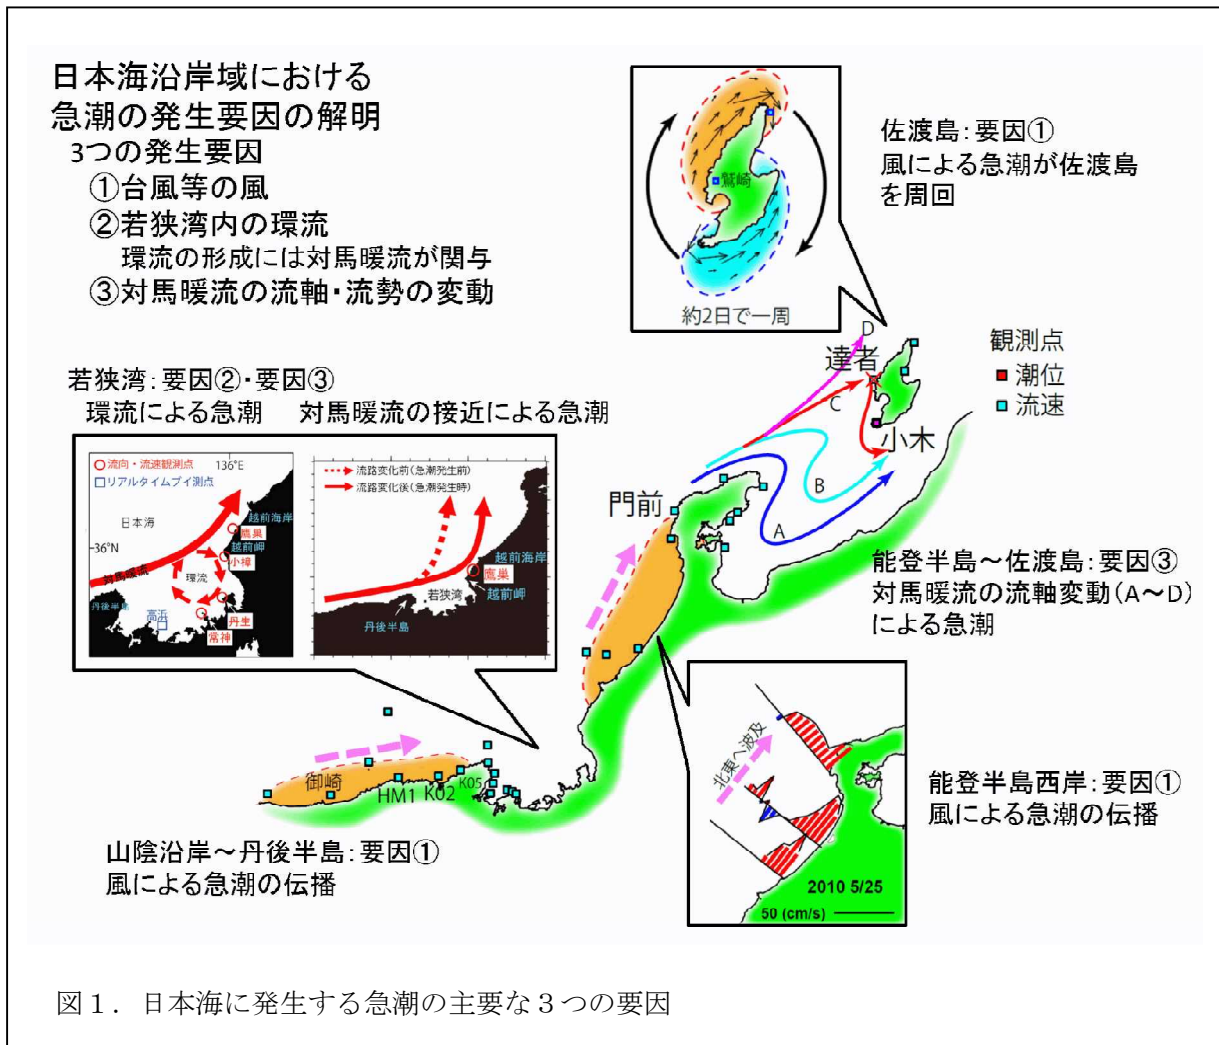 日本海沿岸域における
急潮の発生要因の解明
3つの発生要因
①台風等の風
②若狭湾内の環流
環流の形成には対馬暖流が関与
③対馬暖流の流軸・流勢の変動
鷲崎
約2日で一周
佐渡島：要因①
風による急潮が佐渡島
を周回
観測点
潮位
流速
D
達者
C
小木
B
A
門前
若狭湾：要因②・要因③
環流による急潮 対馬暖流の接近による急潮
流向・流速観測点
リアルタイムブイ測点
136°E
日本海
越前海岸
鷹巣
越前岬
36°N
小樟
対馬暖流
環流
丹後半島
高浜
丹生
常神
流路変化前(急潮発生前)
流路変化後(急潮発生時)
越前海岸
鷹巣
若狭湾
越前岬
丹後半島
能登半島～佐渡島：要因③
対馬暖流の流軸変動(A～D)
による急潮
北東へ波及
2010 5/25
50 (cm/s)
能登半島西岸：要因①
風による急潮の伝播
御崎
HM1
K02
K05
山陰沿岸～丹後半島：要因①
風による急潮の伝播
図１．日本海に発生する急潮の主要な３つの要因